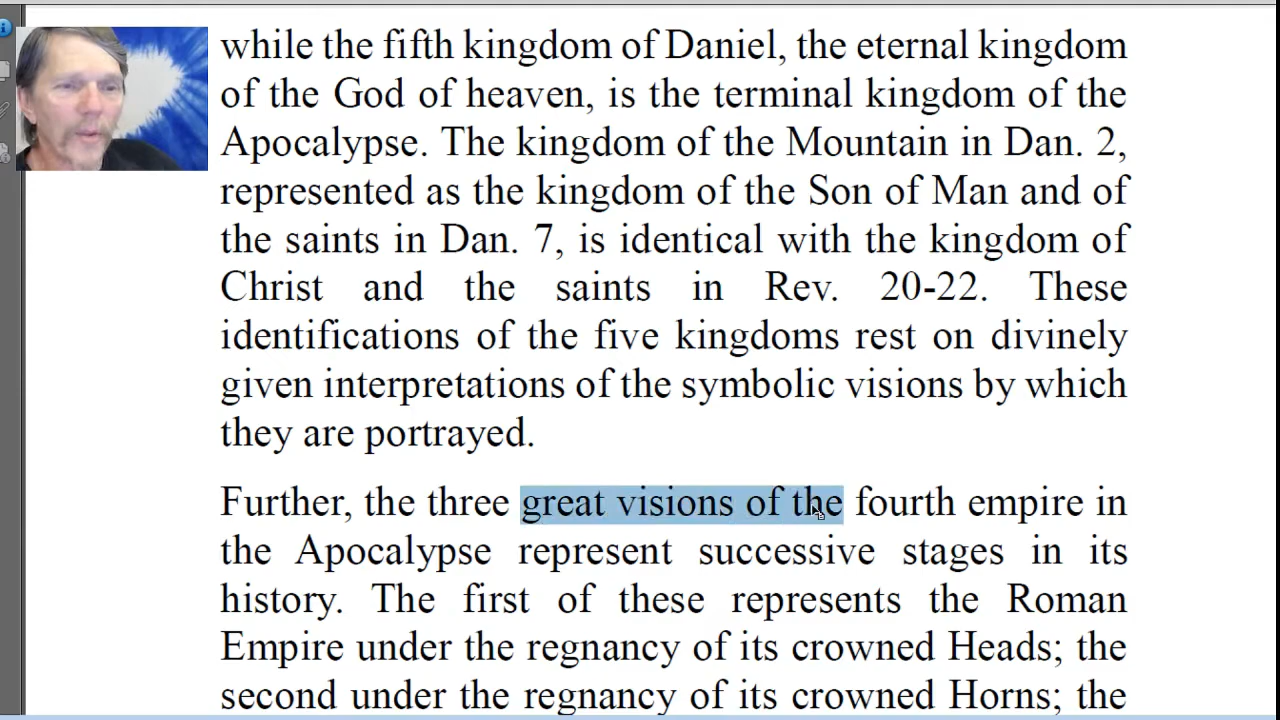 while the fifth kingdom of Daniel, the eternal kingdom
of the God of heaven, is the terminal kingdom of the
Apocalypse. The kingdom of the Mountain in Dan. 2,
represented as the kingdom of the Son of Man and of
the saints in Dan. 7, is identical with the kingdom of
Christ and the saints in Rev. 20-22. These
identifications of the five kingdoms rest on divinely
given interpretations of the symbolic visions by which
they are portrayed.
Further, the three great visions of the fourth empire in
the Apocalypse represent successive stages in its
history. The first of these represents the Roman
Empire under the regnancy of its crowned Heads; the
second under the regnancy of its crowned Horns; the